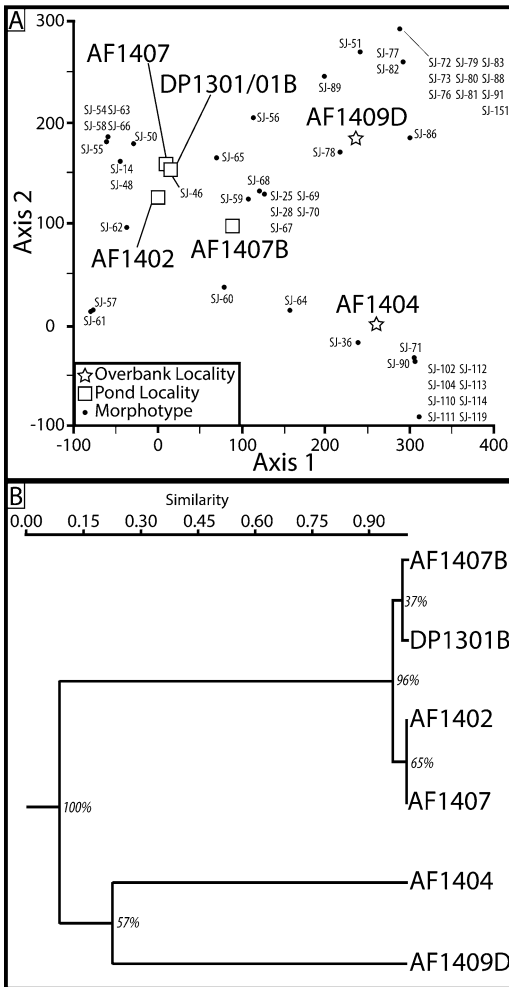 A
300
200
100
0
-100
Axis 2
AF1407
DP1301/01B
SJ-51
SJ-77
SJ-82
SJ-72 SJ-79 SJ-83
SJ-73 SJ-80 SJ-88
SJ-76 SJ-81 SJ-91
SJ-151
SJ-89
SJ-54 SJ-63
SJ-58 SJ-66
SJ-55
SJ-50
SJ-56
AF1409D
SJ-86
SJ-78
SJ-14
SJ-48
SJ-65
SJ-46
SJ-68
SJ-59
SJ-25 SJ-69
SJ-28 SJ-70
SJ-67
SJ-62
AF1402
AF1407B
SJ-60
SJ-64
AF1404
SJ-57
SJ-61
SJ-36
SJ-71
SJ-90
SJ-102 SJ-112
SJ-104 SJ-113
SJ-110 SJ-114
SJ-111 SJ-119
Overbank Locality
Pond Locality
Morphotype
-100 0 100 200 300 400
Axis 1
B
Similarity
0.00 0.15 0.30 0.45 0.60 0.75 0.90
AF1407B
37%
DP1301B
96%
AF1402
65%
AF1407
100%
AF1404
57%
AF1409D